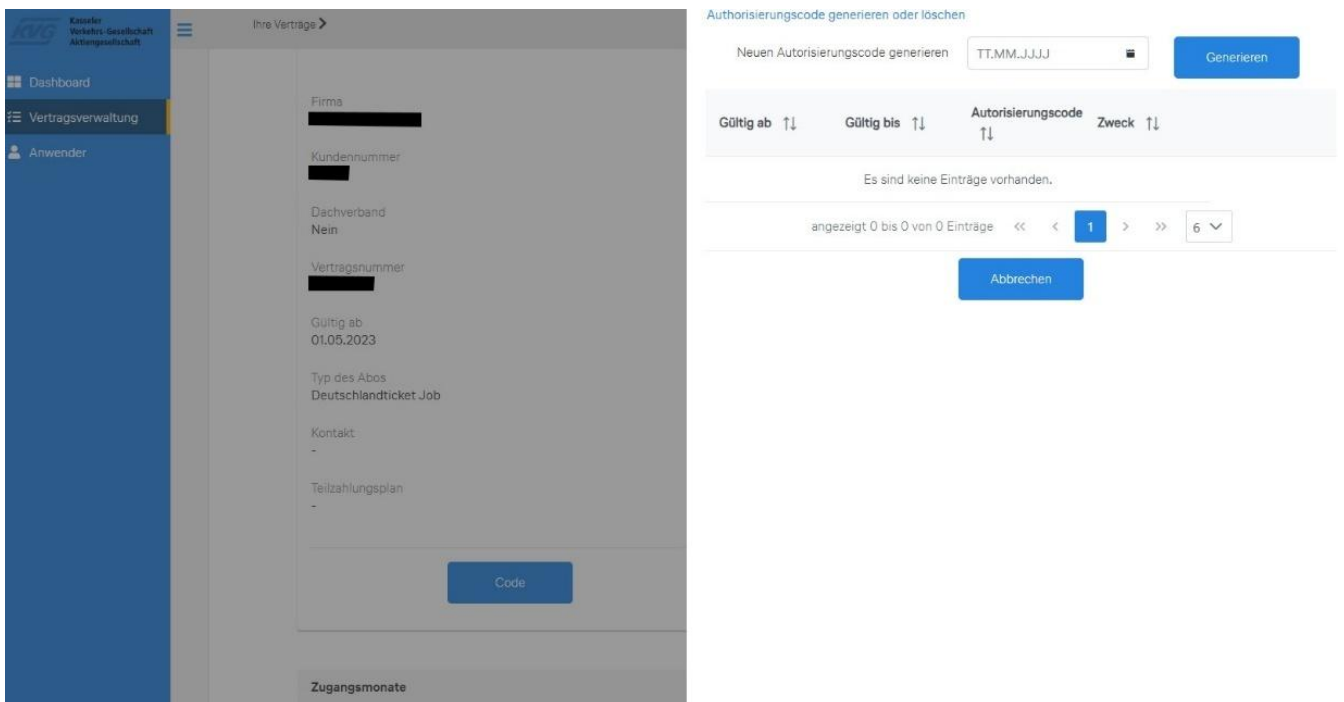 KVG
Kasseler
Verkehrs-Gesellschaft
Aktiengesellschaft
Dashboard
Vertragsverwaltung
Anwender
Ihre Verträge
Firma
Kundennummer
Dachverband
Nein
Vertragsnummer
Gültig ab
01.05.2023
Typ des Abos
Deutschlandticket Job
Kontakt
-
Teilzahlungsplan
-
Code
Zugangsmonate
Authorisierungscode generieren oder löschen
Neuen Autorisierungscode generieren TT.MM.JJJJ Generieren
Gültig ab Gültig bis Autorisierungscode Zweck
Es sind keine Einträge vorhanden.
angezeigt 0 bis 0 von 0 Einträge << < 1 > >> 6
Abbrechen